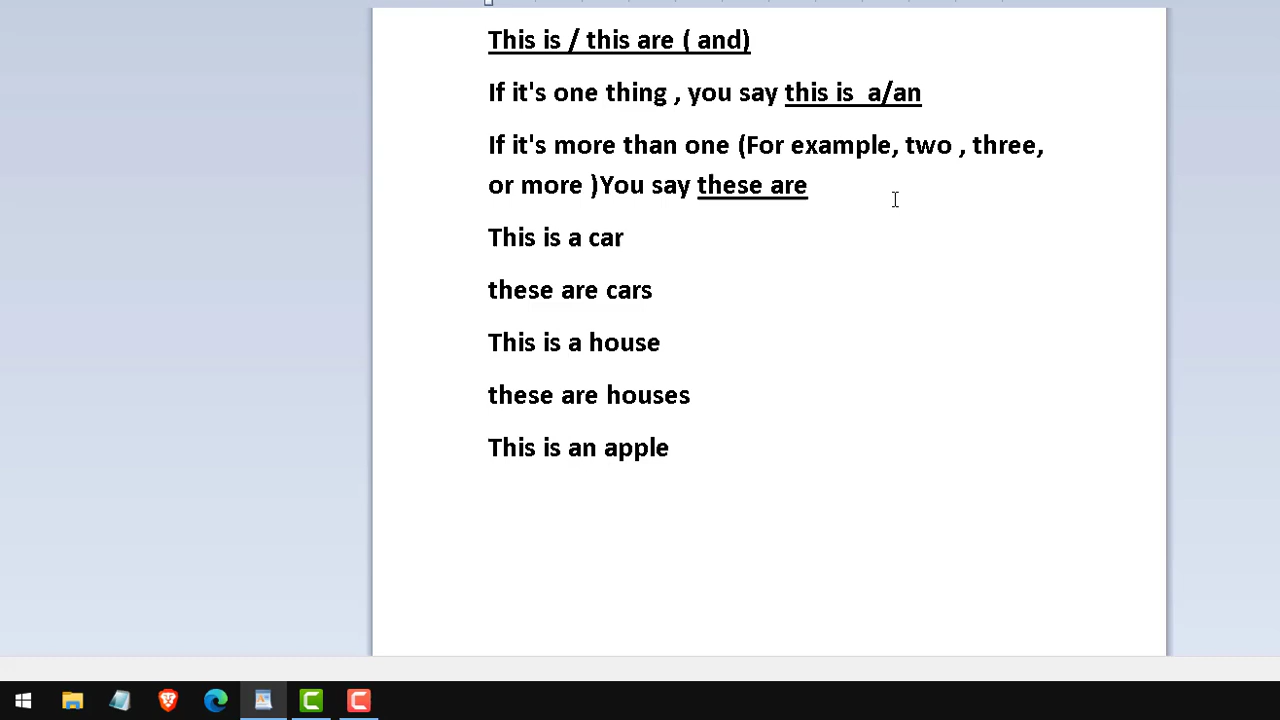 This is / this are ( and)
If it's one thing , you say this is  a/an
If it's more than one (For example, two , three,
or more )You say these are
This is a car
these are cars
This is a house
these are houses
This is an apple